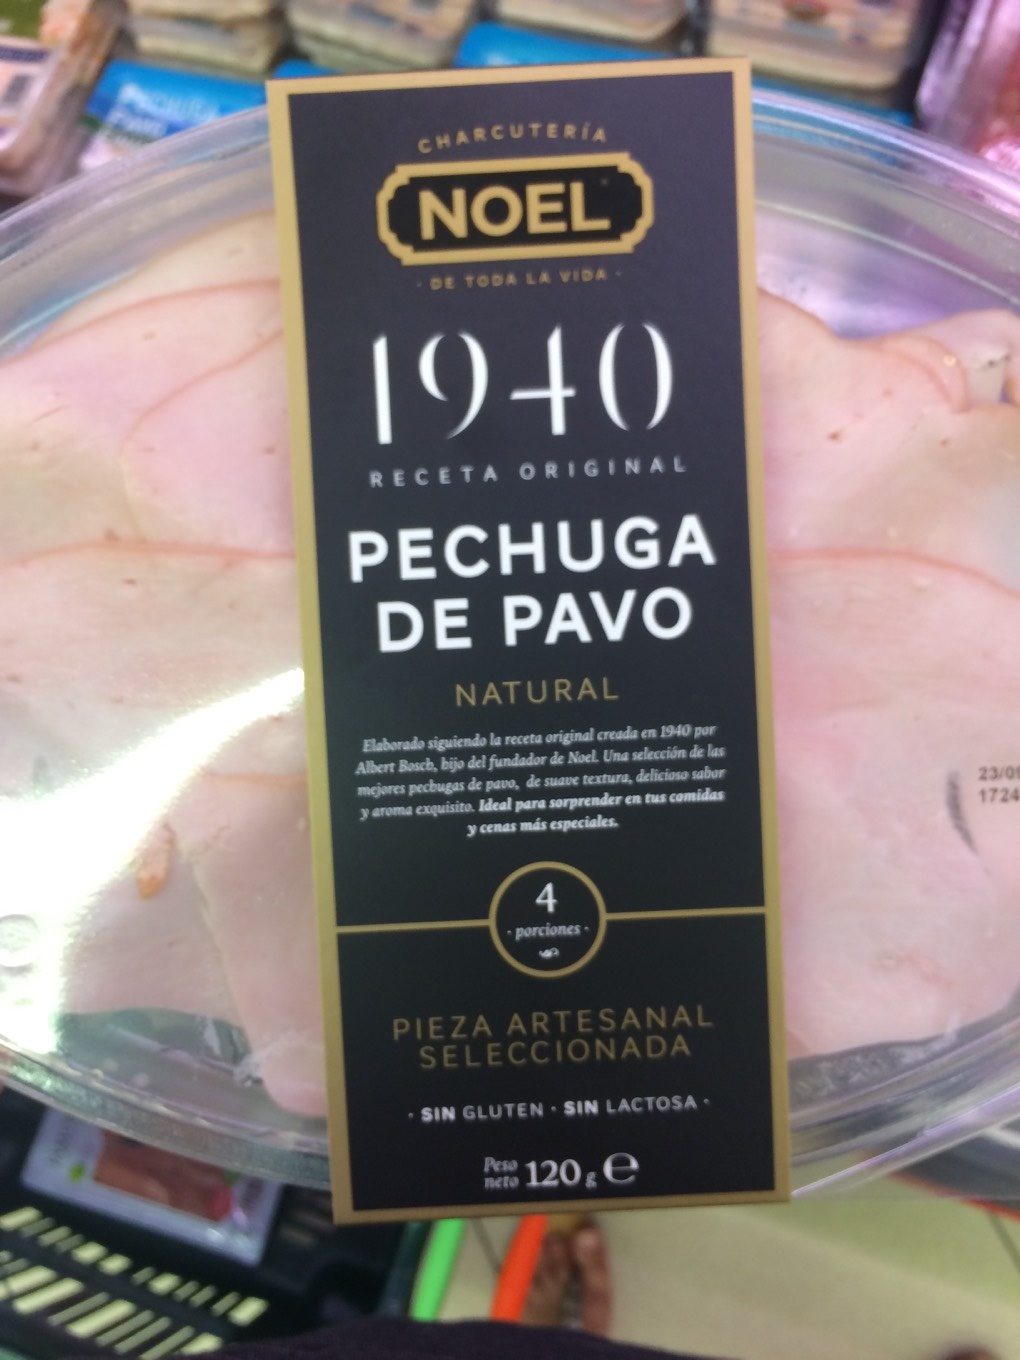 CHARCUTERÍA
NOEL
· DE TODA LA VIDA ·
1940
RECETA ORIGINAL
PECHUGA
DE PAVO
NATURAL
Elaborado siguiendo la receta original creada en 1940 por
Albert Bosch, hijo del fundador de Noel. Una selección de las
mejores pechugas de pavo, de suave textura, delicioso sabor
y aroma exquisito. Ideal para sorprender en tus comidas
y cenas más especiales.
4
· porciones ·
PIEZA ARTESANAL
SELECCIONADA
· SIN GLUTEN · SIN LACTOSA ·
Peso
neto 120 g e
1724
PECHUGA